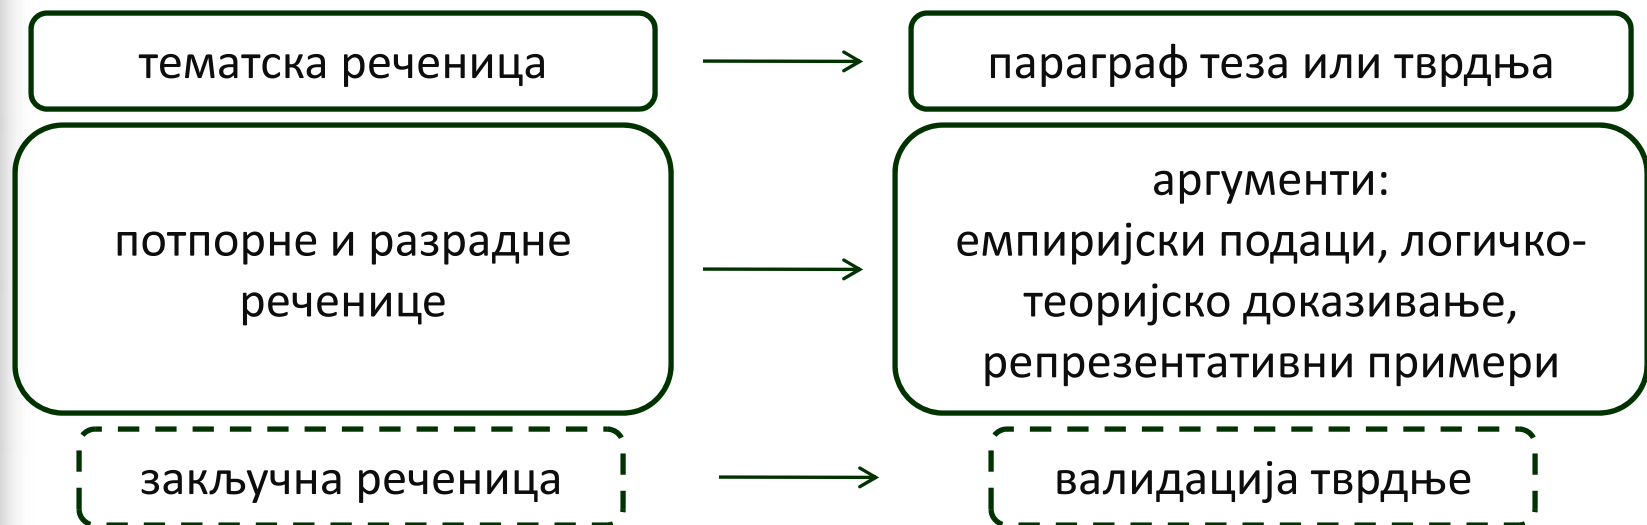 тематска реченица
параграф теза или тврдња
потпорне и разрадне
реченице
аргументи:
емпиријски подаци, логичко-
теоријско доказивање,
репрезентативни примери
закључна реченица
валидација тврдње